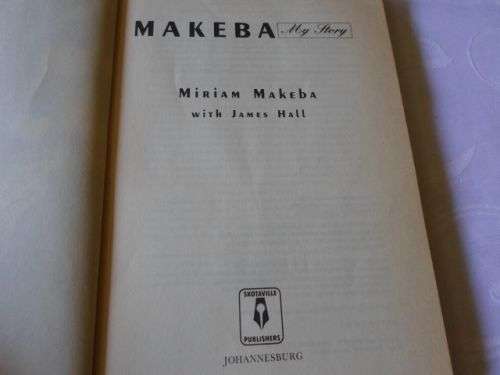 MAKEBA My Story
MIRIAM MAKEBA
WITH JAMES HALL
SKOTAVILLE
PUBLISHERS
JOHANNESBURG